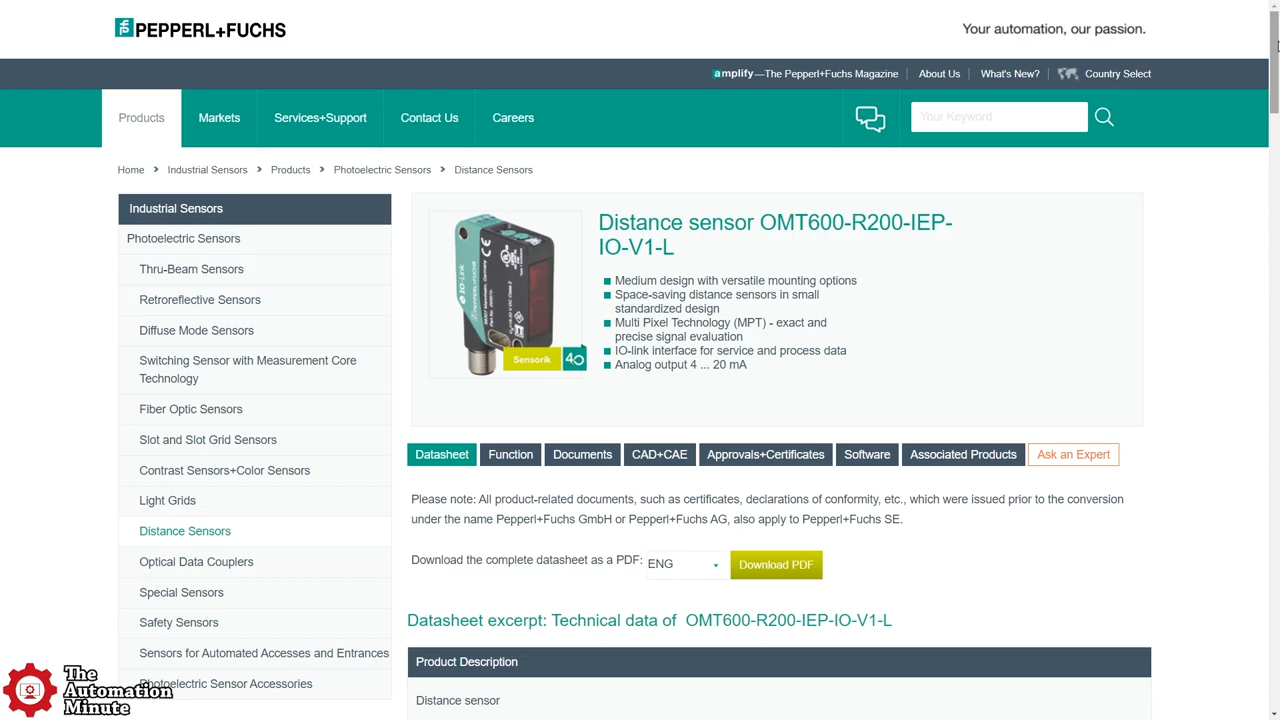 PEPPERL+FUCHS
Your automation, our passion.
amplify—The Pepperl+Fuchs Magazine
About Us
What's New?
Country Select
Products
Markets
Services+Support
Contact Us
Careers
Your Keyword
Home > Industrial Sensors > Products > Photoelectric Sensors > Distance Sensors
Industrial Sensors
Photoelectric Sensors
Thru-Beam Sensors
Retroreflective Sensors
Diffuse Mode Sensors
Switching Sensor with Measurement Core
Technology
Fiber Optic Sensors
Slot and Slot Grid Sensors
Contrast Sensors+Color Sensors
Light Grids
Distance Sensors
Optical Data Couplers
Special Sensors
Safety Sensors
Sensors for Automated Accesses and Entrances
Photoelectric Sensor Accessories
IO-Link
PEPPERL+FUCHS
Sensorik
4.0
Distance sensor OMT600-R200-IEP-
IO-V1-L
Medium design with versatile mounting options
Space-saving distance sensors in small
standardized design
Multi Pixel Technology (MPT) - exact and
precise signal evaluation
IO-link interface for service and process data
Analog output 4 ... 20 mA
Datasheet
Function
Documents
CAD+CAE
Approvals+Certificates
Software
Associated Products
Ask an Expert
Please note: All product-related documents, such as certificates, declarations of conformity, etc., which were issued prior to the conversion
under the name Pepperl+Fuchs GmbH or Pepperl+Fuchs AG, also apply to Pepperl+Fuchs SE.
Download the complete datasheet as a PDF:
ENG
Download PDF
Datasheet excerpt: Technical data of OMT600-R200-IEP-IO-V1-L
Product Description
Distance sensor
The
Automation
Minute